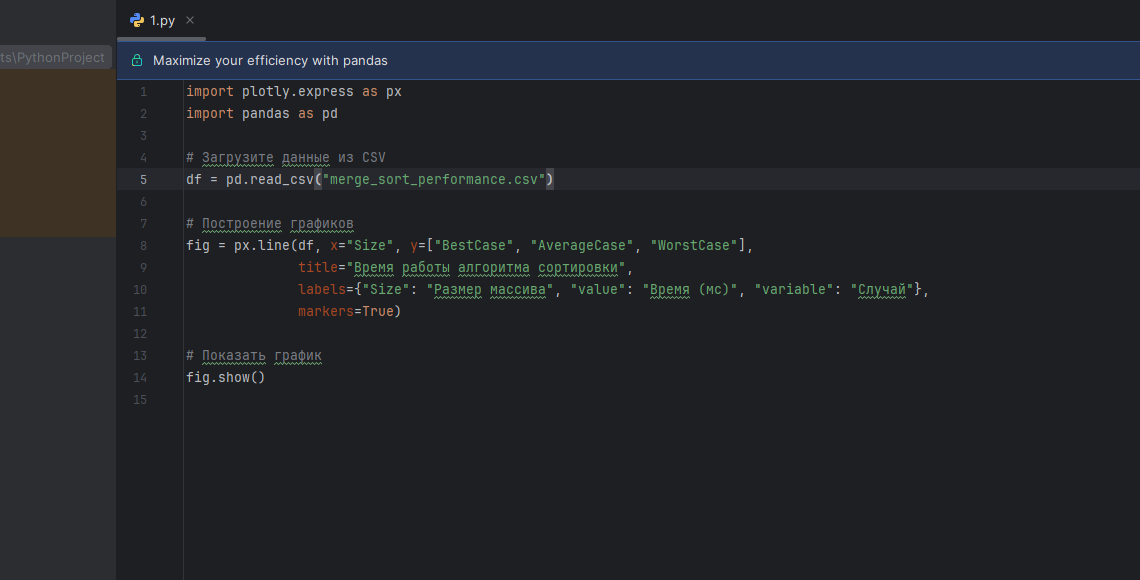 1.py
ts\PythonProject
Maximize your efficiency with pandas
1 import plotly.express as px
2 import pandas as pd
3
4 # Загрузите данные из CSV
5 df = pd.read_csv("merge_sort_performance.csv")
6
7 # Построение графиков
8 fig = px.line(df, x="Size", y=["BestCase", "AverageCase", "WorstCase"],
9 title="Время работы алгоритма сортировки",
10 labels={"Size": "Размер массива", "value": "Время (мс)", "variable": "Случай"},
11 markers=True)
12
13 # Показать график
14 fig.show()
15